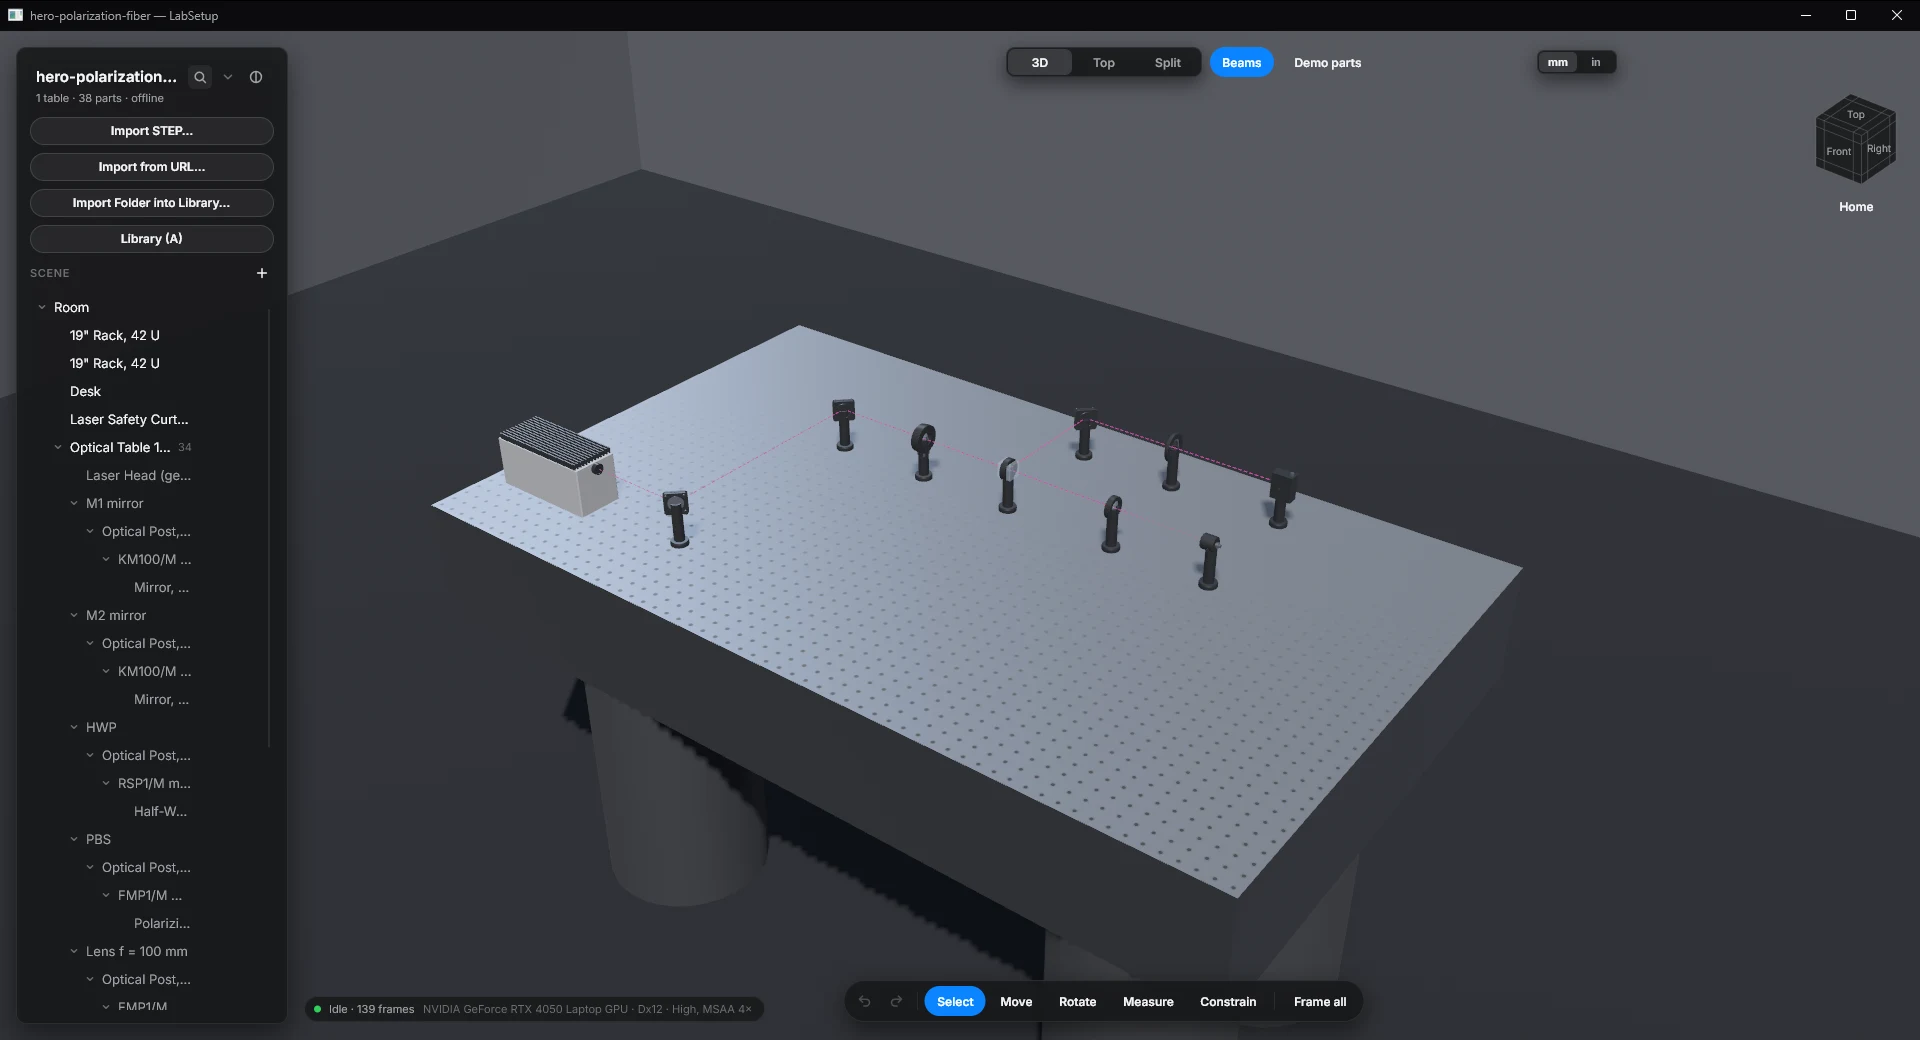 hero-polarization-fiber — LabSetup
hero-polarization...
1 table · 38 parts · offline
Import STEP...
Import from URL...
Import Folder into Library...
Library (A)
SCENE
Room
19" Rack, 42 U
19" Rack, 42 U
Desk
Laser Safety Curt...
Optical Table 1... 34
Laser Head (ge...
M1 mirror
Optical Post,...
KM100/M ...
Mirror, ...
M2 mirror
Optical Post,...
KM100/M ...
Mirror, ...
HWP
Optical Post,...
RSP1/M m...
Half-W...
PBS
Optical Post,...
FMP1/M ...
Polarizi...
Lens f = 100 mm
Optical Post,...
FMP1/M
3D Top Split Beams Demo parts
mm in
Top
Front Right
Home
Idle · 139 frames NVIDIA GeForce RTX 4050 Laptop GPU · Dx12 · High, MSAA 4×
Select Move Rotate Measure Constrain Frame all